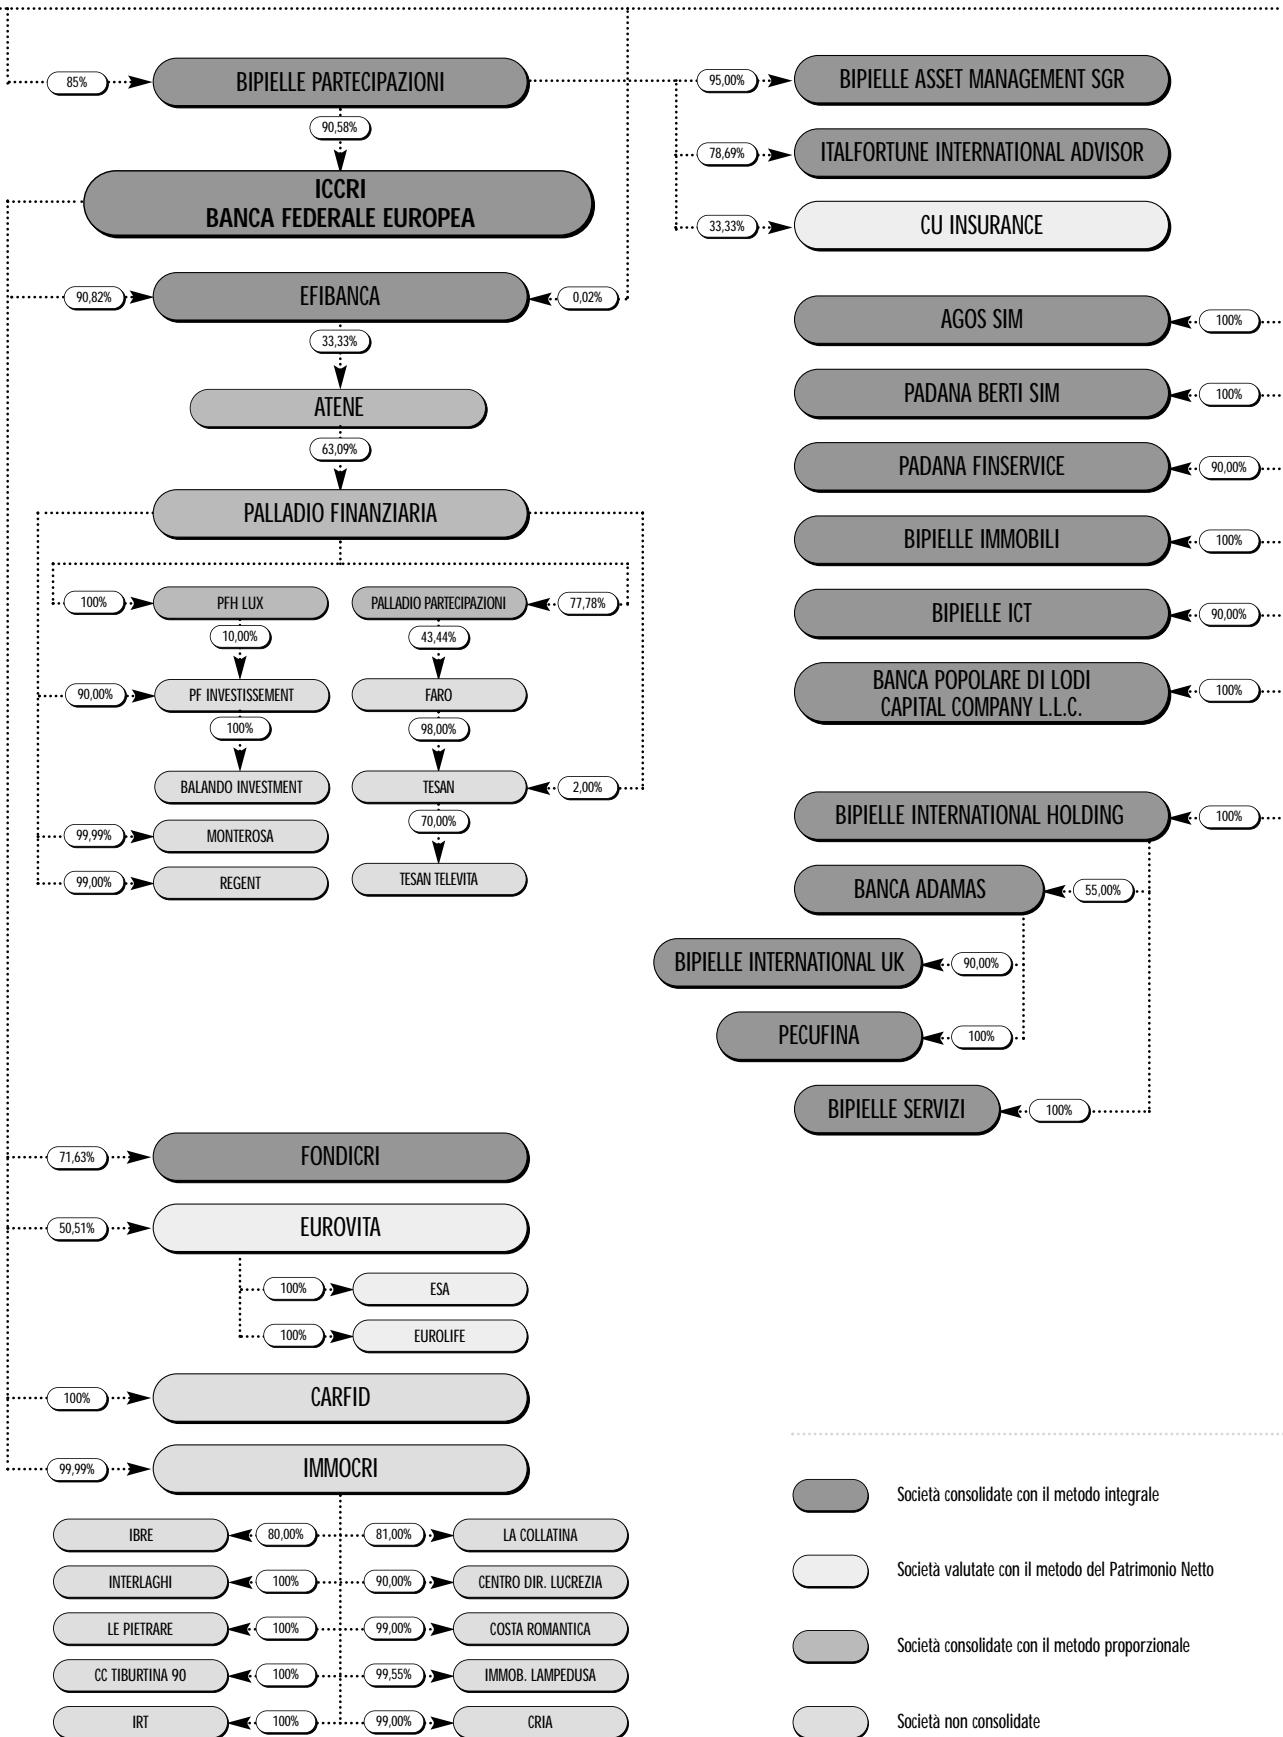 85%
BIPIELLE PARTECIPAZIONI
90,58%
ICCRI
BANCA FEDERALE EUROPEA
90,82%
EFIBANCA
0,02%
33,33%
ATENE
63,09%
PALLADIO FINANZIARIA
100%
PFH LUX
PALLADIO PARTECIPAZIONI
77,78%
10,00%
43,44%
90,00%
PF INVESTISSEMENT
FARO
100%
98,00%
BALANDO INVESTMENT
TESAN
2,00%
70,00%
99,99%
MONTEROSA
99,00%
REGENT
TESAN TELEVITA
71,63%
FONDICRI
50,51%
EUROVITA
100%
ESA
100%
EUROLIFE
100%
CARFID
99,99%
IMMOCRI
IBRE
80,00%
81,00%
LA COLLATINA
INTERLAGHI
100%
90,00%
CENTRO DIR. LUCREZIA
LE PIETRARE
100%
99,00%
COSTA ROMANTICA
CC TIBURTINA 90
100%
99,55%
IMMOB. LAMPEDUSA
IRT
100%
99,00%
CRIA
95,00%
BIPIELLE ASSET MANAGEMENT SGR
78,69%
ITALFORTUNE INTERNATIONAL ADVISOR
33,33%
CU INSURANCE
AGOS SIM
100%
PADANA BERTI SIM
100%
PADANA FINSERVICE
90,00%
BIPIELLE IMMOBILI
100%
BIPIELLE ICT
90,00%
BANCA POPOLARE DI LODI
CAPITAL COMPANY L.L.C.
100%
BIPIELLE INTERNATIONAL HOLDING
100%
BANCA ADAMAS
55,00%
BIPIELLE INTERNATIONAL UK
90,00%
PECUFINA
100%
BIPIELLE SERVIZI
100%
Società consolidate con il metodo integrale
Società valutate con il metodo del Patrimonio Netto
Società consolidate con il metodo proporzionale
Società non consolidate